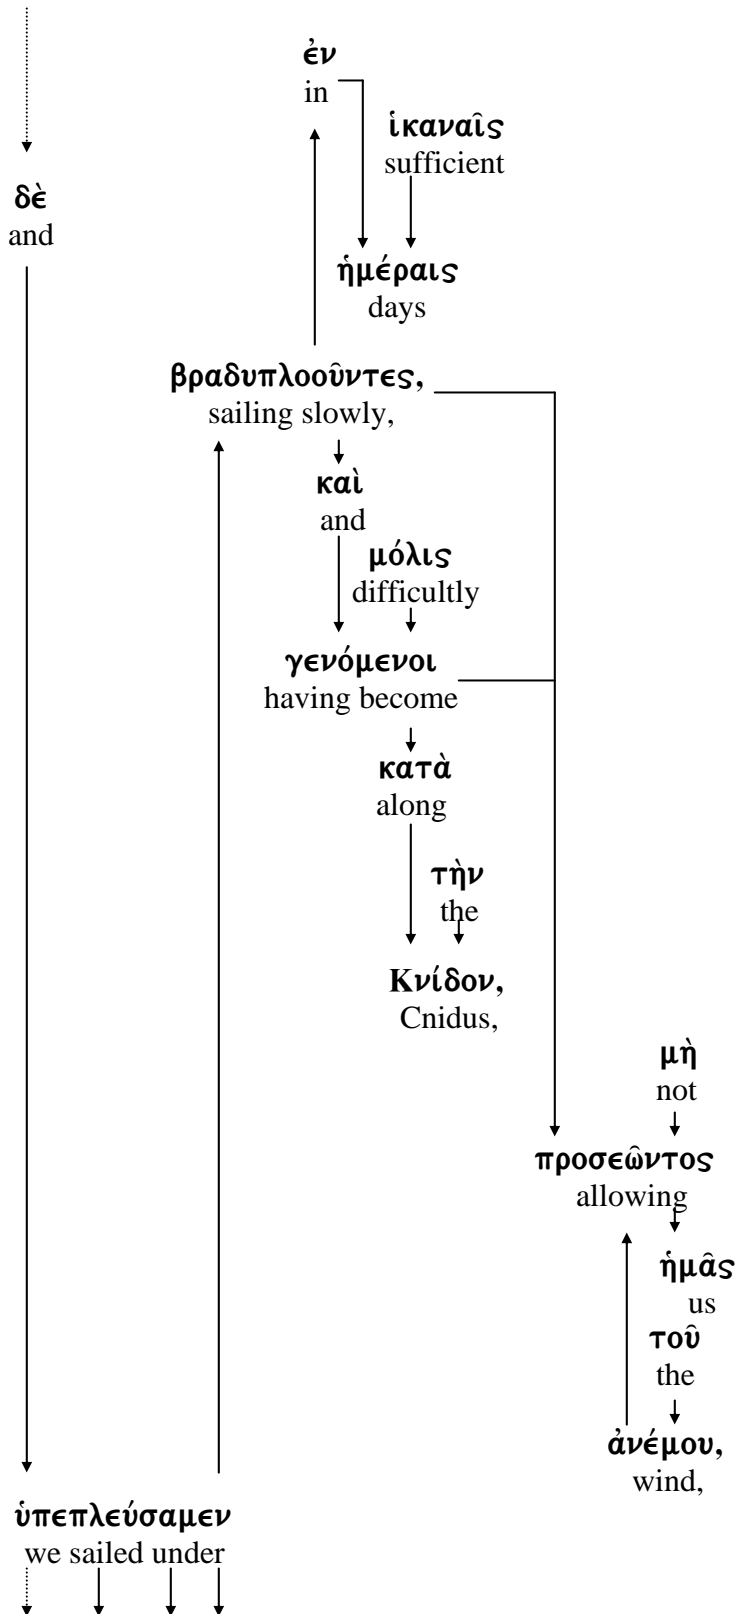 ἐν
in
ἱκαναῖς
sufficient
δὲ
and
ἡμέραις
days
βραδυπλοοῦντες,
sailing slowly,
καὶ
and
μόλις
difficultly
γενόμενοι
having become
κατὰ
along
τὴν
the
Κνίδον,
Cnidus,
μὴ
not
προσεῶντος
allowing
ἡμᾶς
us
τοῦ
the
ἀνέμου,
wind,
ὑπεπλεύσαμεν
we sailed under